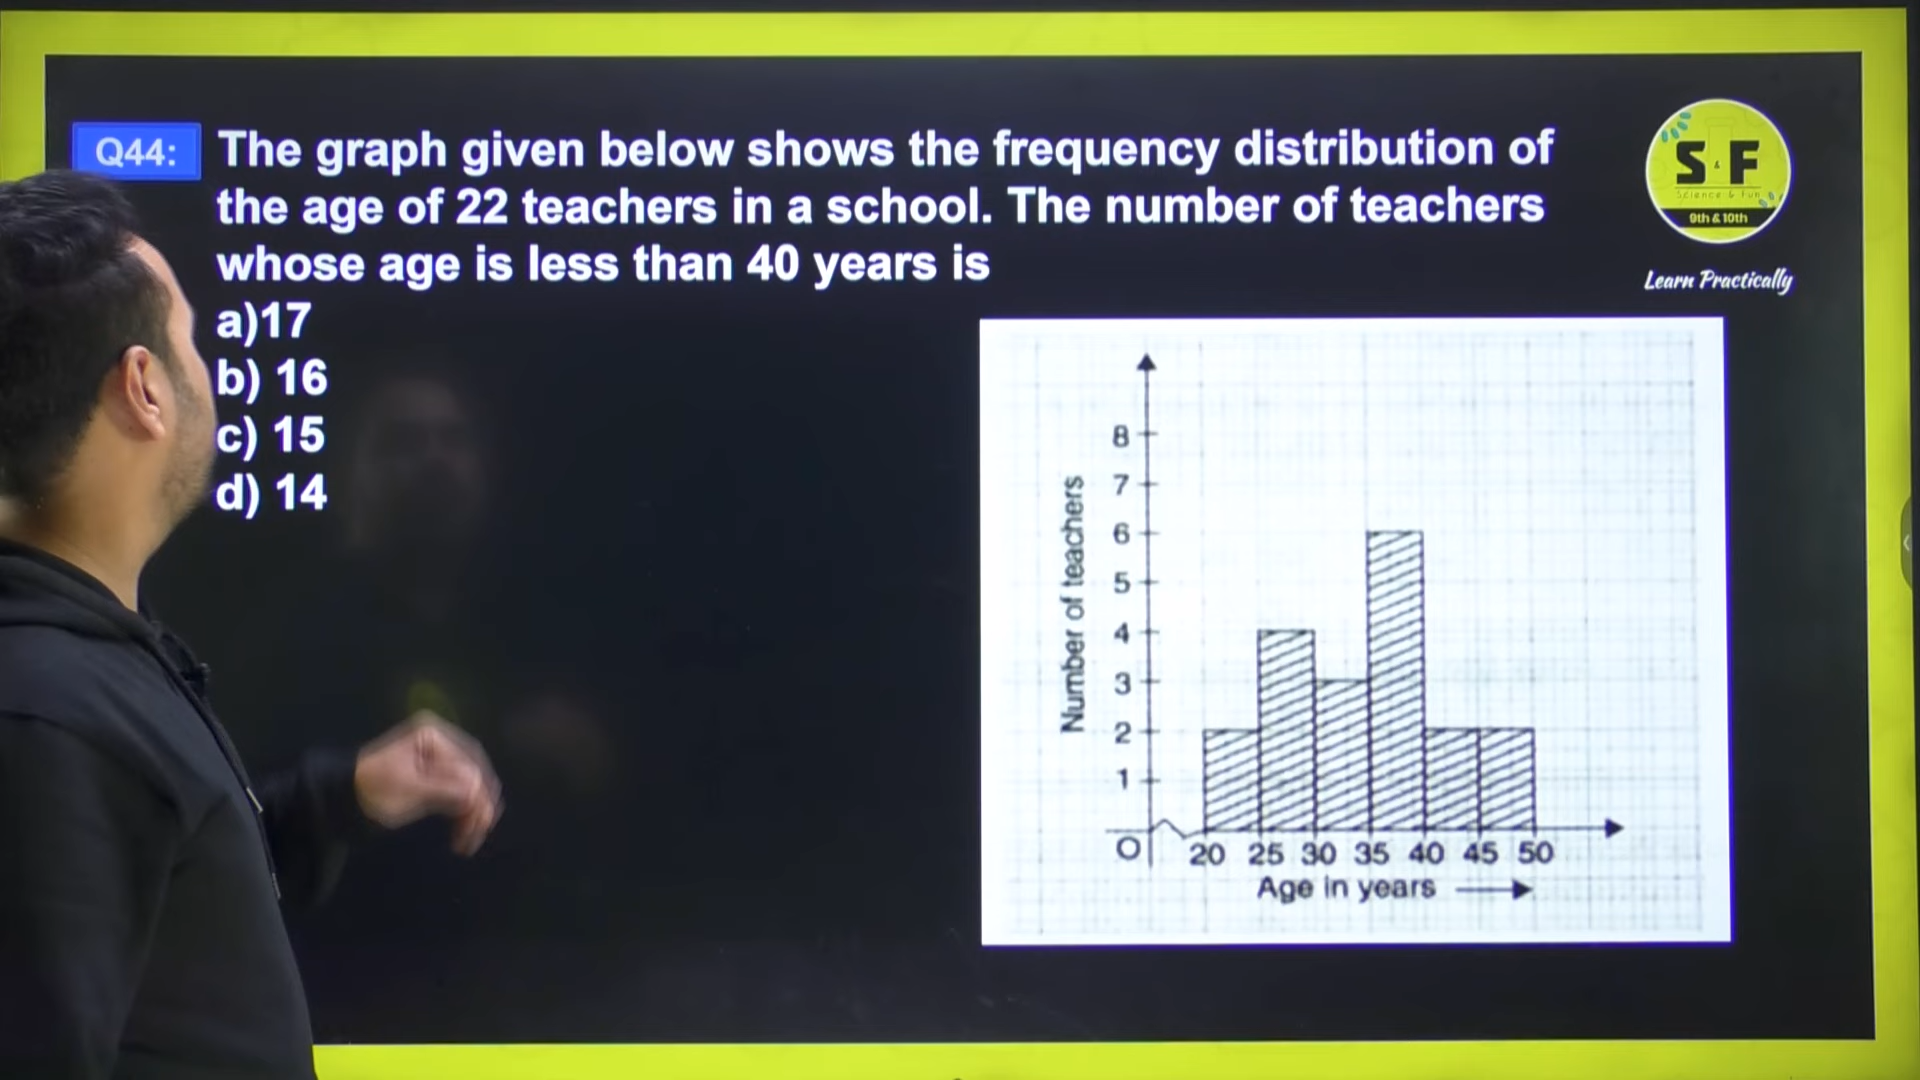 Q44: The graph given below shows the frequency distribution of
the age of 22 teachers in a school. The number of teachers
whose age is less than 40 years is
a)17
b) 16
c) 15
d) 14
S & F
Science & Fun
9th & 10th
Learn Practically
Number of teachers
8
7
6
5
4
3
2
1
O 20 25 30 35 40 45 50
Age in years